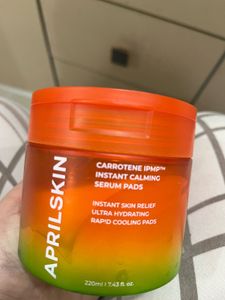 APRILSKIN
CARROTENE IPMP™
INSTANT CALMING
SERUM PADS
INSTANT SKIN RELIEF
ULTRA HYDRATING
RAPID COOLING PADS
220ml / 7.43 fl. oz.